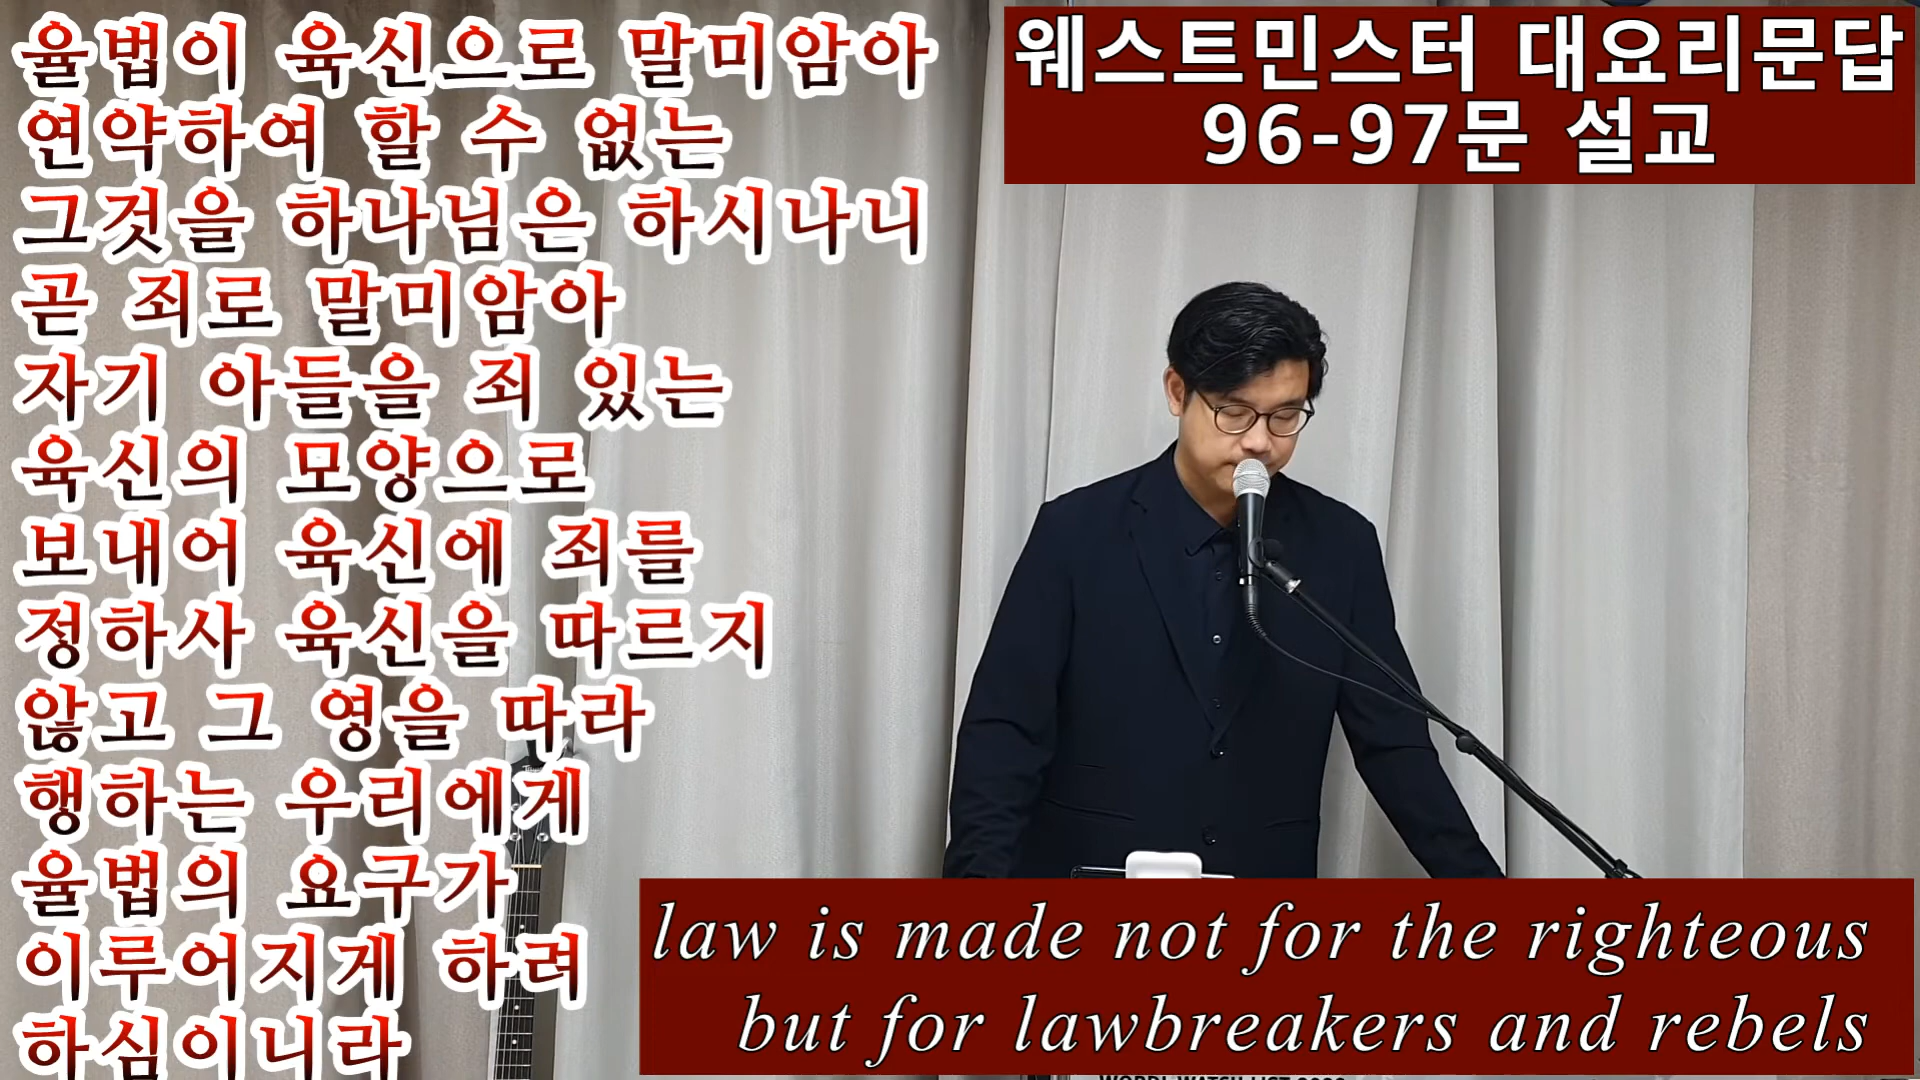 율법이 육신으로 말미암아
연약하여 할 수 없는
그것을 하나님은 하시나니
곧 죄로 말미암아
자기 아들을 죄 있는
육신의 모양으로
보내어 육신에 죄를
정하사 육신을 따르지
않고 그 영을 따라
행하는 우리에게
율법의 요구가
이루어지게 하려
하심이니라
웨스트민스터 대요리문답
96-97문 설교
law is made not for the righteous
but for lawbreakers and rebels